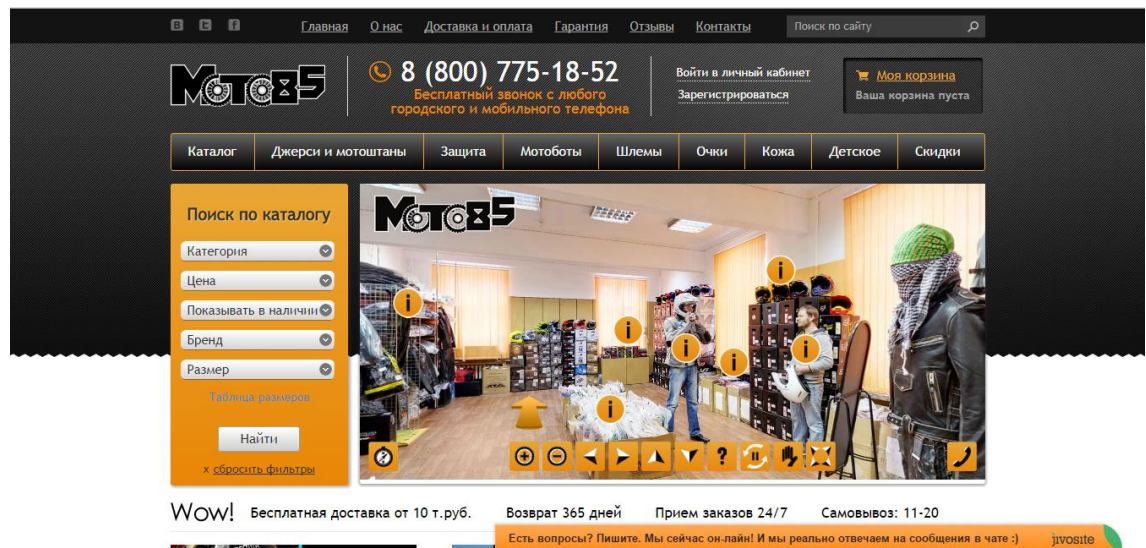 Главная О нас Доставка и оплата Гарантия Отзывы Контакты Поиск по сайту
МОТО85
8 (800) 775-18-52
Бесплатный звонок с любого
городского и мобильного телефона
Войти в личный кабинет
Зарегистрироваться
Моя корзина
Ваша корзина пуста
Каталог Джерси и мотоштаны Защита Мотоботы Шлемы Очки Кожа Детское Скидки
Поиск по каталогу
Категория
Цена
Показывать в наличии
Бренд
Размер
Таблица размеров
Найти
x сбросить фильтры
МОТО85
Wow! Бесплатная доставка от 10 т.руб. Возврат 365 дней Прием заказов 24/7 Самовывоз: 11-20
Есть вопросы? Пишите. Мы сейчас он-лайн! И мы реально отвечаем на сообщения в чате :) jivosite